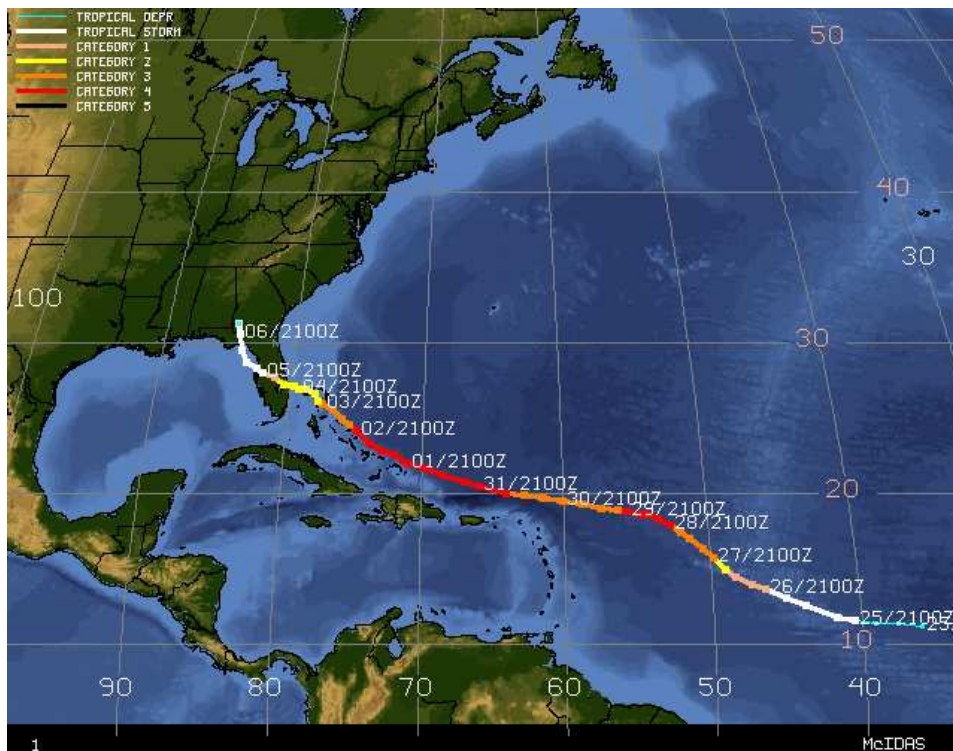 TROPICAL DEPR
TROPICAL STORM
CATEGORY 1
CATEGORY 2
CATEGORY 3
CATEGORY 4
CATEGORY 5
50
40
30
100
06/2100Z
30
05/2100Z
04/2100Z
03/2100Z
02/2100Z
01/2100Z
31/2100Z
20
30/2100Z
29/2100Z
28/2100Z
27/2100Z
26/2100Z
25/2100Z
10
90
80
70
60
50
40
1
McIDAS